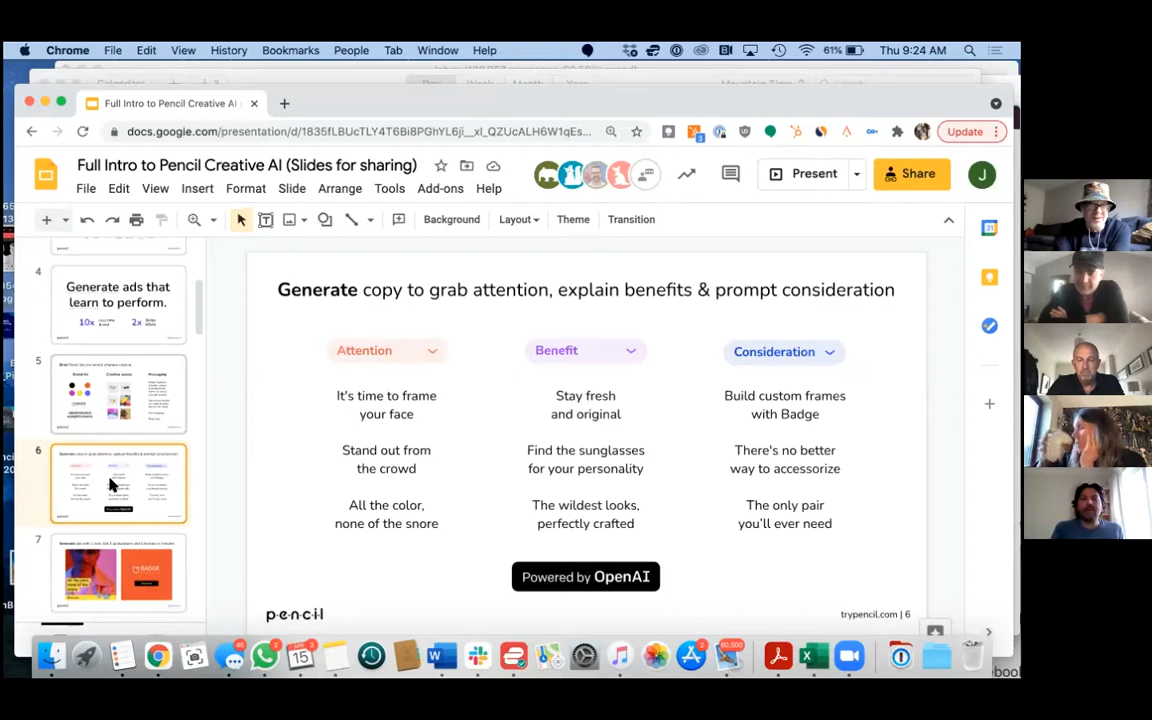 Chrome File Edit View History Bookmarks People Tab Window Help
61% Thu 9:24 AM
Full Intro to Pencil Creative AI (
docs.google.com/presentation/d/1835fLBUcTLY4T6Bi8PGhYL6ji__xl_QZUcALH6W1qEs...
Update
Full Intro to Pencil Creative AI (Slides for sharing)
Present
Share
J
File Edit View Insert Format Slide Arrange Tools Add-ons Help
Background Layout Theme Transition
4
Generate ads that
learn to perform.
10x 2x
5
6
7
BADGE
Generate copy to grab attention, explain benefits & prompt consideration
Attention Benefit Consideration
It's time to frame
your face
Stay fresh
and original
Build custom frames
with Badge
Stand out from
the crowd
Find the sunglasses
for your personality
There's no better
way to accessorize
All the color,
none of the snore
The wildest looks,
perfectly crafted
The only pair
you'll ever need
Powered by OpenAI
p·e·n·c·i·l
trypencil.com | 6
31